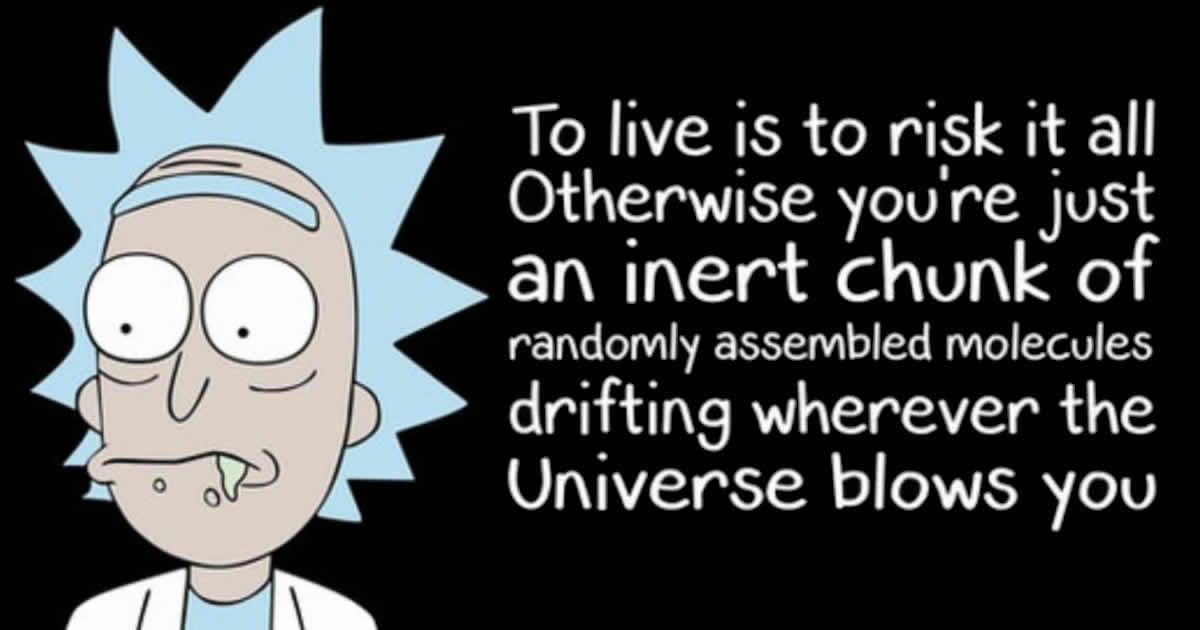 To live is to risk it all
Otherwise you're just
an inert chunk of
randomly assembled molecules
drifting wherever the
Universe blows you